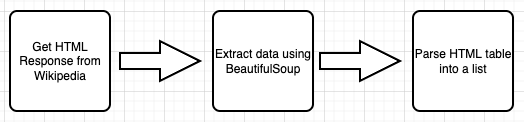 Get HTML
Response from
Wikipedia
Extract data using
BeautifulSoup
Parse HTML table
into a list